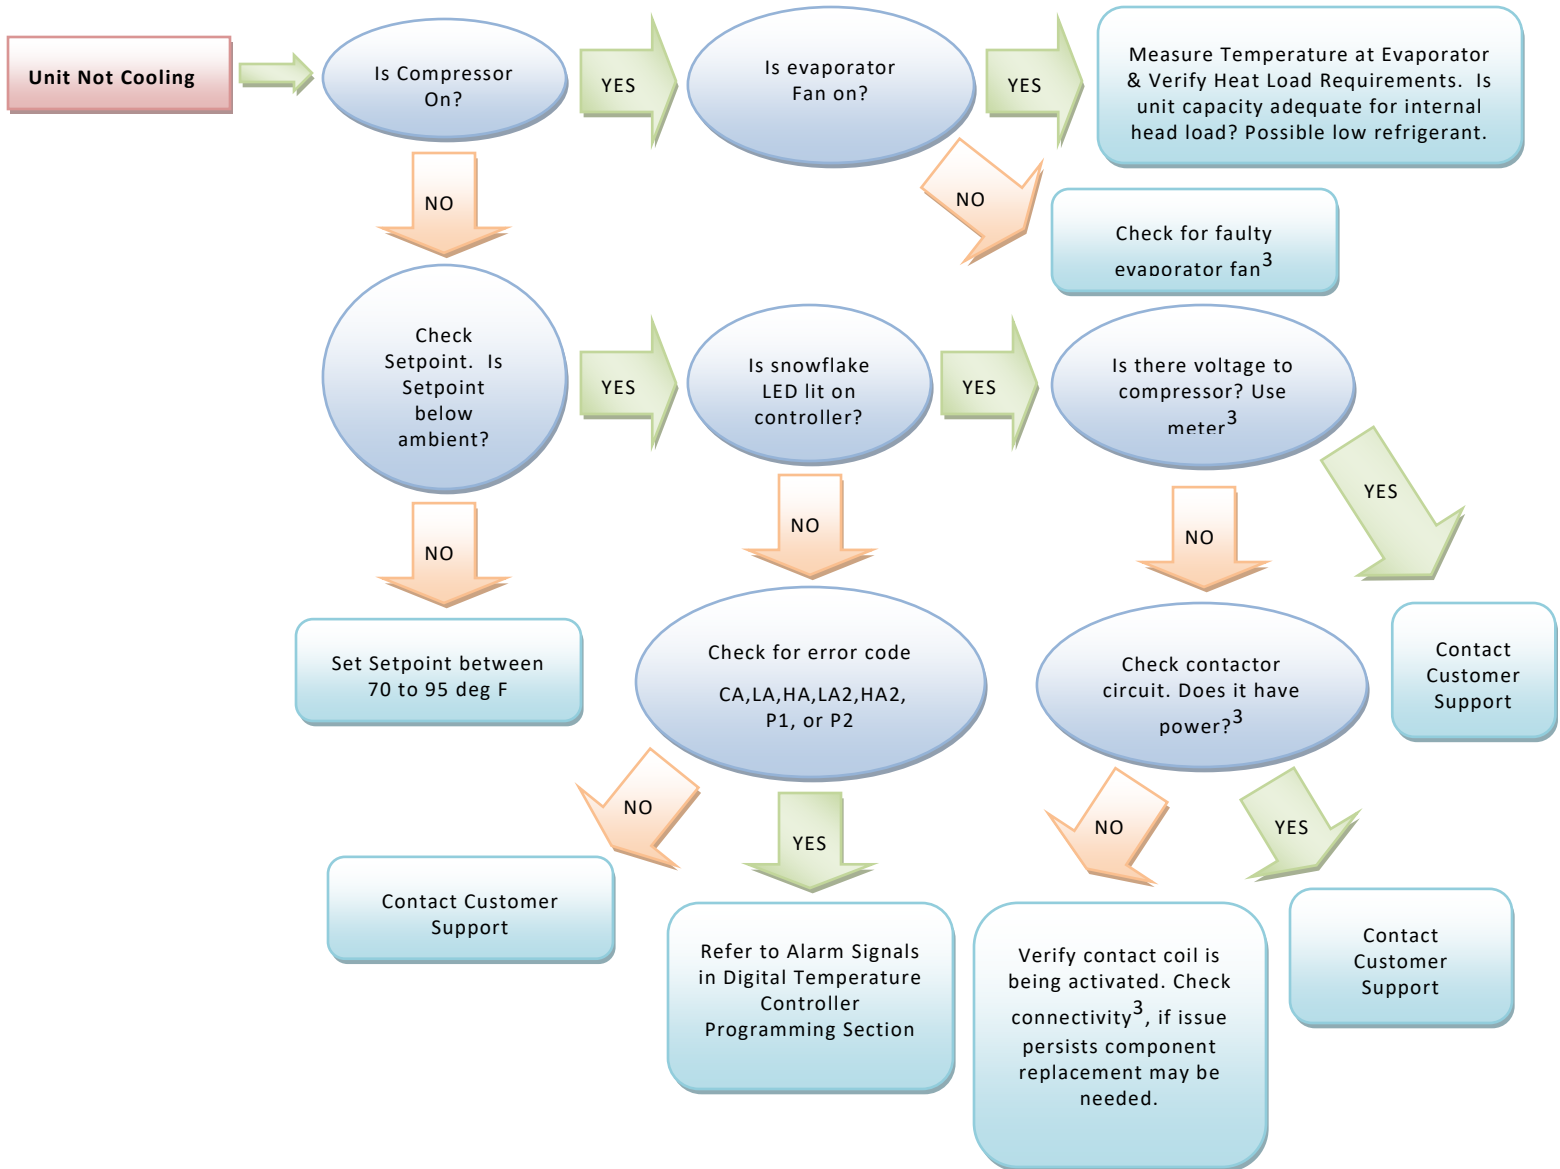 Unit Not Cooling
Is Compressor
On?
YES
Is evaporator
Fan on?
YES
Measure Temperature at Evaporator
& Verify Heat Load Requirements. Is
unit capacity adequate for internal
head load? Possible low refrigerant.
NO
NO
Check for faulty
evaporator fan3
Check
Setpoint. Is
Setpoint
below
ambient?
YES
Is snowflake
LED lit on
controller?
YES
Is there voltage to
compressor? Use
meter3
YES
NO
NO
NO
Set Setpoint between
70 to 95 deg F
Check for error code
CA,LA,HA,LA2,HA2,
P1, or P2
Check contactor
circuit. Does it have
power?3
Contact
Customer
Support
NO
YES
NO
YES
Contact Customer
Support
Refer to Alarm Signals
in Digital Temperature
Controller
Programming Section
Verify contact coil is
being activated. Check
connectivity3, if issue
persists component
replacement may be
needed.
Contact
Customer
Support